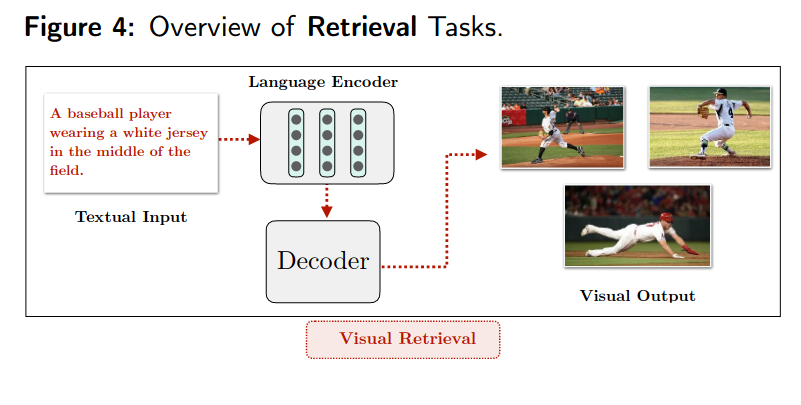 Figure 4: Overview of Retrieval Tasks.
Language Encoder
A baseball player
wearing a white jersey
in the middle of the
field.
Textual Input
Decoder
4
Visual Output
Visual Retrieval